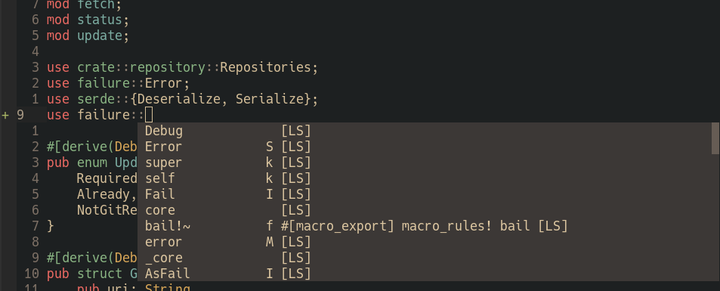 7 mod fetch;
6 mod status;
5 mod update;
4
3 use crate::repository::Repositories;
2 use failure::Error;
1 use serde::{Deserialize, Serialize};
+ 9 use failure::
1 Debug [LS]
2 #[derive(Deb Error S [LS]
3 pub enum Upd super k [LS]
4 Required self k [LS]
5 Already, Fail I [LS]
6 NotGitRe core [LS]
7 } bail!~ f #[macro_export] macro_rules! bail [LS]
8 error M [LS]
9 #[derive(Deb _core [LS]
10 pub struct G AsFail I [LS]
11 pub uri: String